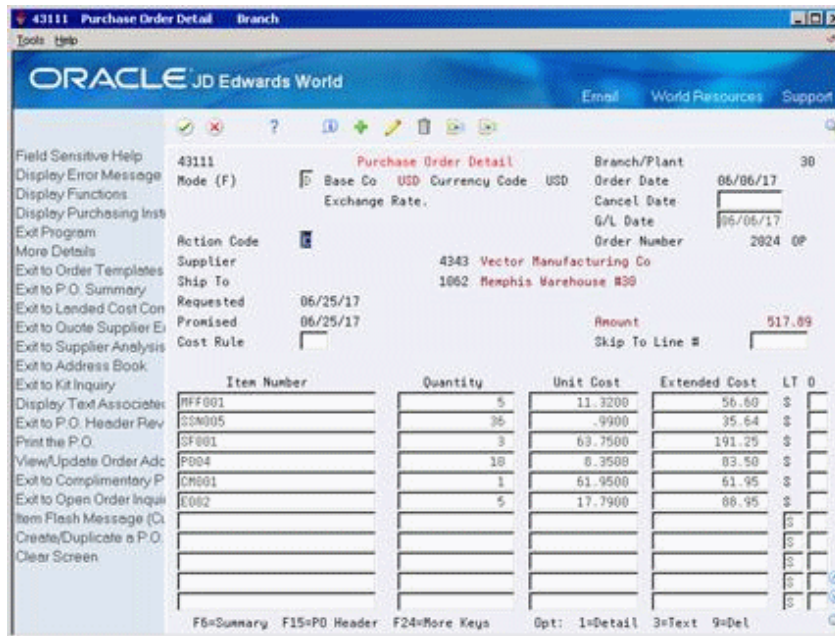 43111 Purchase Order Detail Branch
Tools Help
ORACLE JD Edwards World
Email World Resources Support
Field Sensitive Help
Display Error Message
Display Functions
Display Purchasing Inst
Exit Program
More Details
Exit to Order Templates
Exit to P.O. Summary
Exit to Landed Cost Con
Exit to Quote Supplier E
Exit to Supplier Analysis
Exit to Address Book
Exit to Kit Inquiry
Display Text Associate
Exit to P.O. Header Rev
Print the P.O.
View/Update Order Add
Exit to Complimentary P
Exit to Open Order Inqui
Item Flash Message (Cu
Create/Duplicate a P.O.
Clear Screen
43111 Purchase Order Detail Branch/Plant 30
Mode (F) D Base Co USD Currency Code USD Order Date 06/06/17
Exchange Rate. Cancel Date
G/L Date 06/06/17
Action Code Order Number 2024 OP
Supplier 4343 Vector Manufacturing Co
Ship To 1062 Memphis Warehouse #30
Requested 06/25/17
Promised 06/25/17 Amount 517.89
Cost Rule Skip To Line #
Item Number Quantity Unit Cost Extended Cost LT O
MFF001 5 11.3200 56.60 S
SSN005 36 .9900 35.64 S
SF001 3 63.7500 191.25 S
P004 10 8.3500 83.50 S
CM001 1 61.9500 61.95 S
E002 5 17.7900 88.95 S
S
S
S
S
S
F6=Summary F15=PO Header F24=More Keys Opt: 1=Detail 3=Text 9=Del